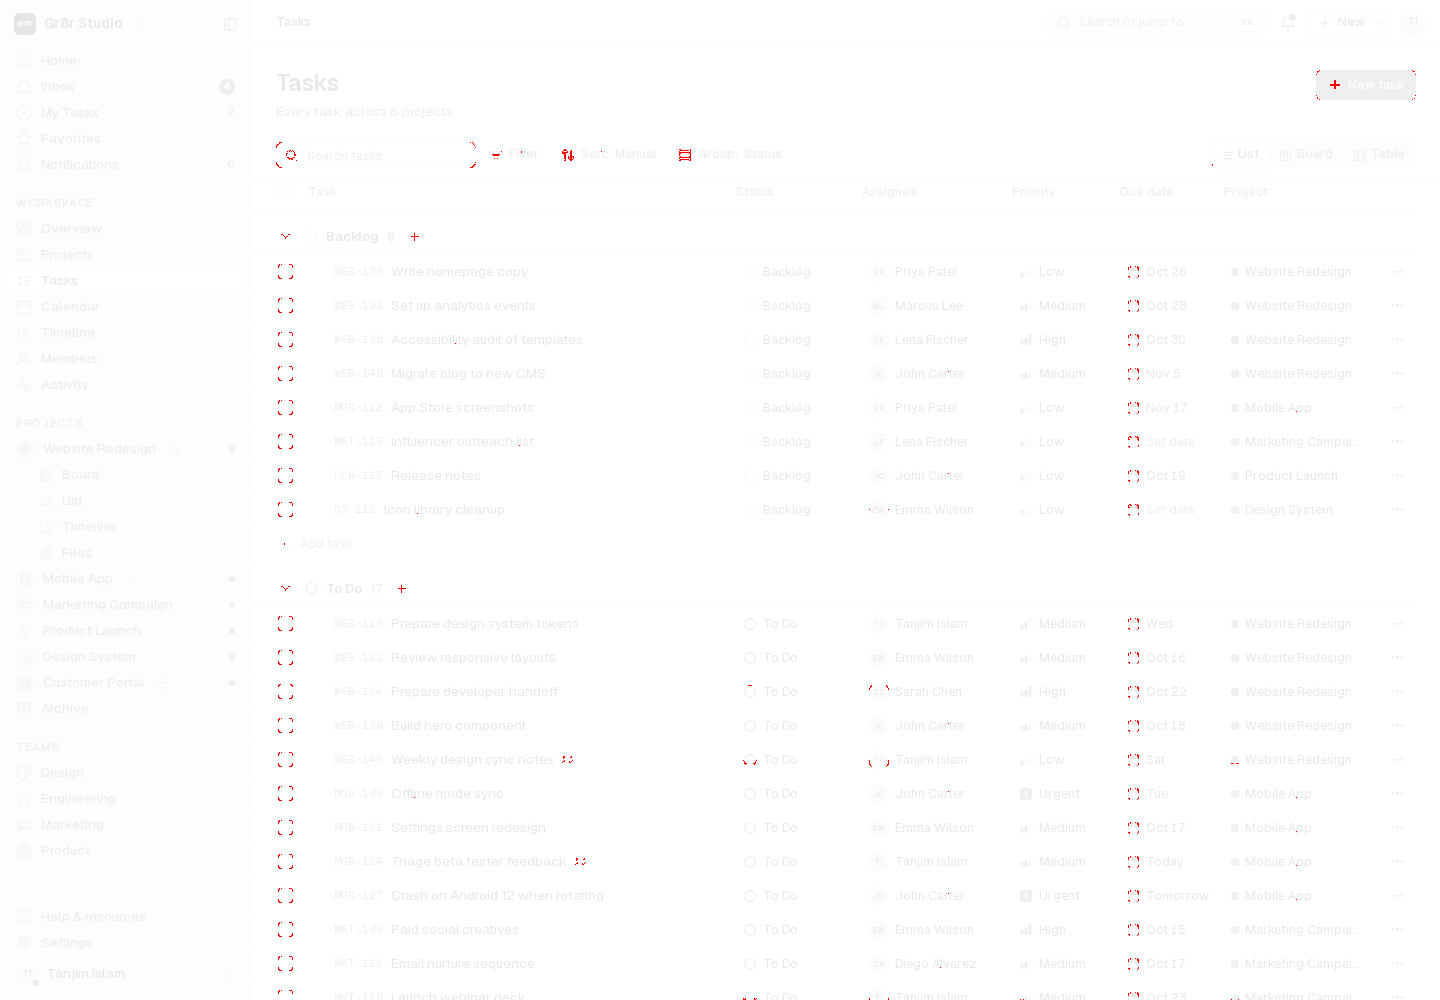 Gr8r Studio
Home
Inbox 4
My Tasks 2
Favorites
Notifications 6
WORKSPACE
Overview
Projects
Tasks
Calendar
Timeline
Members
Activity
PROJECTS
Website Redesign
Board
List
Timeline
Files
Mobile App
Marketing Campaign
Product Launch
Design System
Customer Portal
Archive
TEAMS
Design
Engineering
Marketing
Product
Help & resources
Settings
TI Tanjim Islam
Tasks Search or jump to... ⌘K New TI
Tasks
Every task across 6 projects.
New task
Search tasks Filter Sort: Manual Group: Status List Board Table
Task Status Assignee Priority Due date Project
Backlog 8
WEB-130 Write homepage copy Backlog PP Priya Patel Low Oct 26 Website Redesign
WEB-133 Set up analytics events Backlog ML Marcus Lee Medium Oct 28 Website Redesign
WEB-136 Accessibility audit of templates Backlog LF Lena Fischer High Oct 30 Website Redesign
WEB-148 Migrate blog to new CMS Backlog JC John Carter Medium Nov 5 Website Redesign
MOB-112 App Store screenshots Backlog PP Priya Patel Low Nov 17 Mobile App
MKT-115 Influencer outreach list Backlog LF Lena Fischer Low Set date Marketing Campai...
LCH-115 Release notes Backlog JC John Carter Low Oct 19 Product Launch
DS-112 Icon library cleanup Backlog EW Emma Wilson Low Set date Design System
Add task
To Do 17
WEB-118 Prepare design system tokens To Do TI Tanjim Islam Medium Wed Website Redesign
WEB-121 Review responsive layouts To Do EW Emma Wilson Medium Oct 16 Website Redesign
WEB-124 Prepare developer handoff To Do Sarah Chen High Oct 22 Website Redesign
WEB-139 Build hero component To Do JC John Carter Medium Oct 18 Website Redesign
WEB-145 Weekly design sync notes To Do TI Tanjim Islam Low Sat Website Redesign
MOB-109 Offline mode sync To Do JC John Carter Urgent Tue Mobile App
MOB-121 Settings screen redesign To Do EW Emma Wilson Medium Oct 17 Mobile App
MOB-124 Triage beta tester feedback To Do TI Tanjim Islam Medium Today Mobile App
MOB-127 Crash on Android 12 when rotating To Do JC John Carter Urgent Tomorrow Mobile App
MKT-109 Paid social creatives To Do EW Emma Wilson High Oct 15 Marketing Campai...
MKT-112 Email nurture sequence To Do DA Diego Alvarez Medium Oct 17 Marketing Campai...
MKT-118 Launch webinar deck To Do TI Tanjim Islam Medium Oct 23 Marketing Campai...